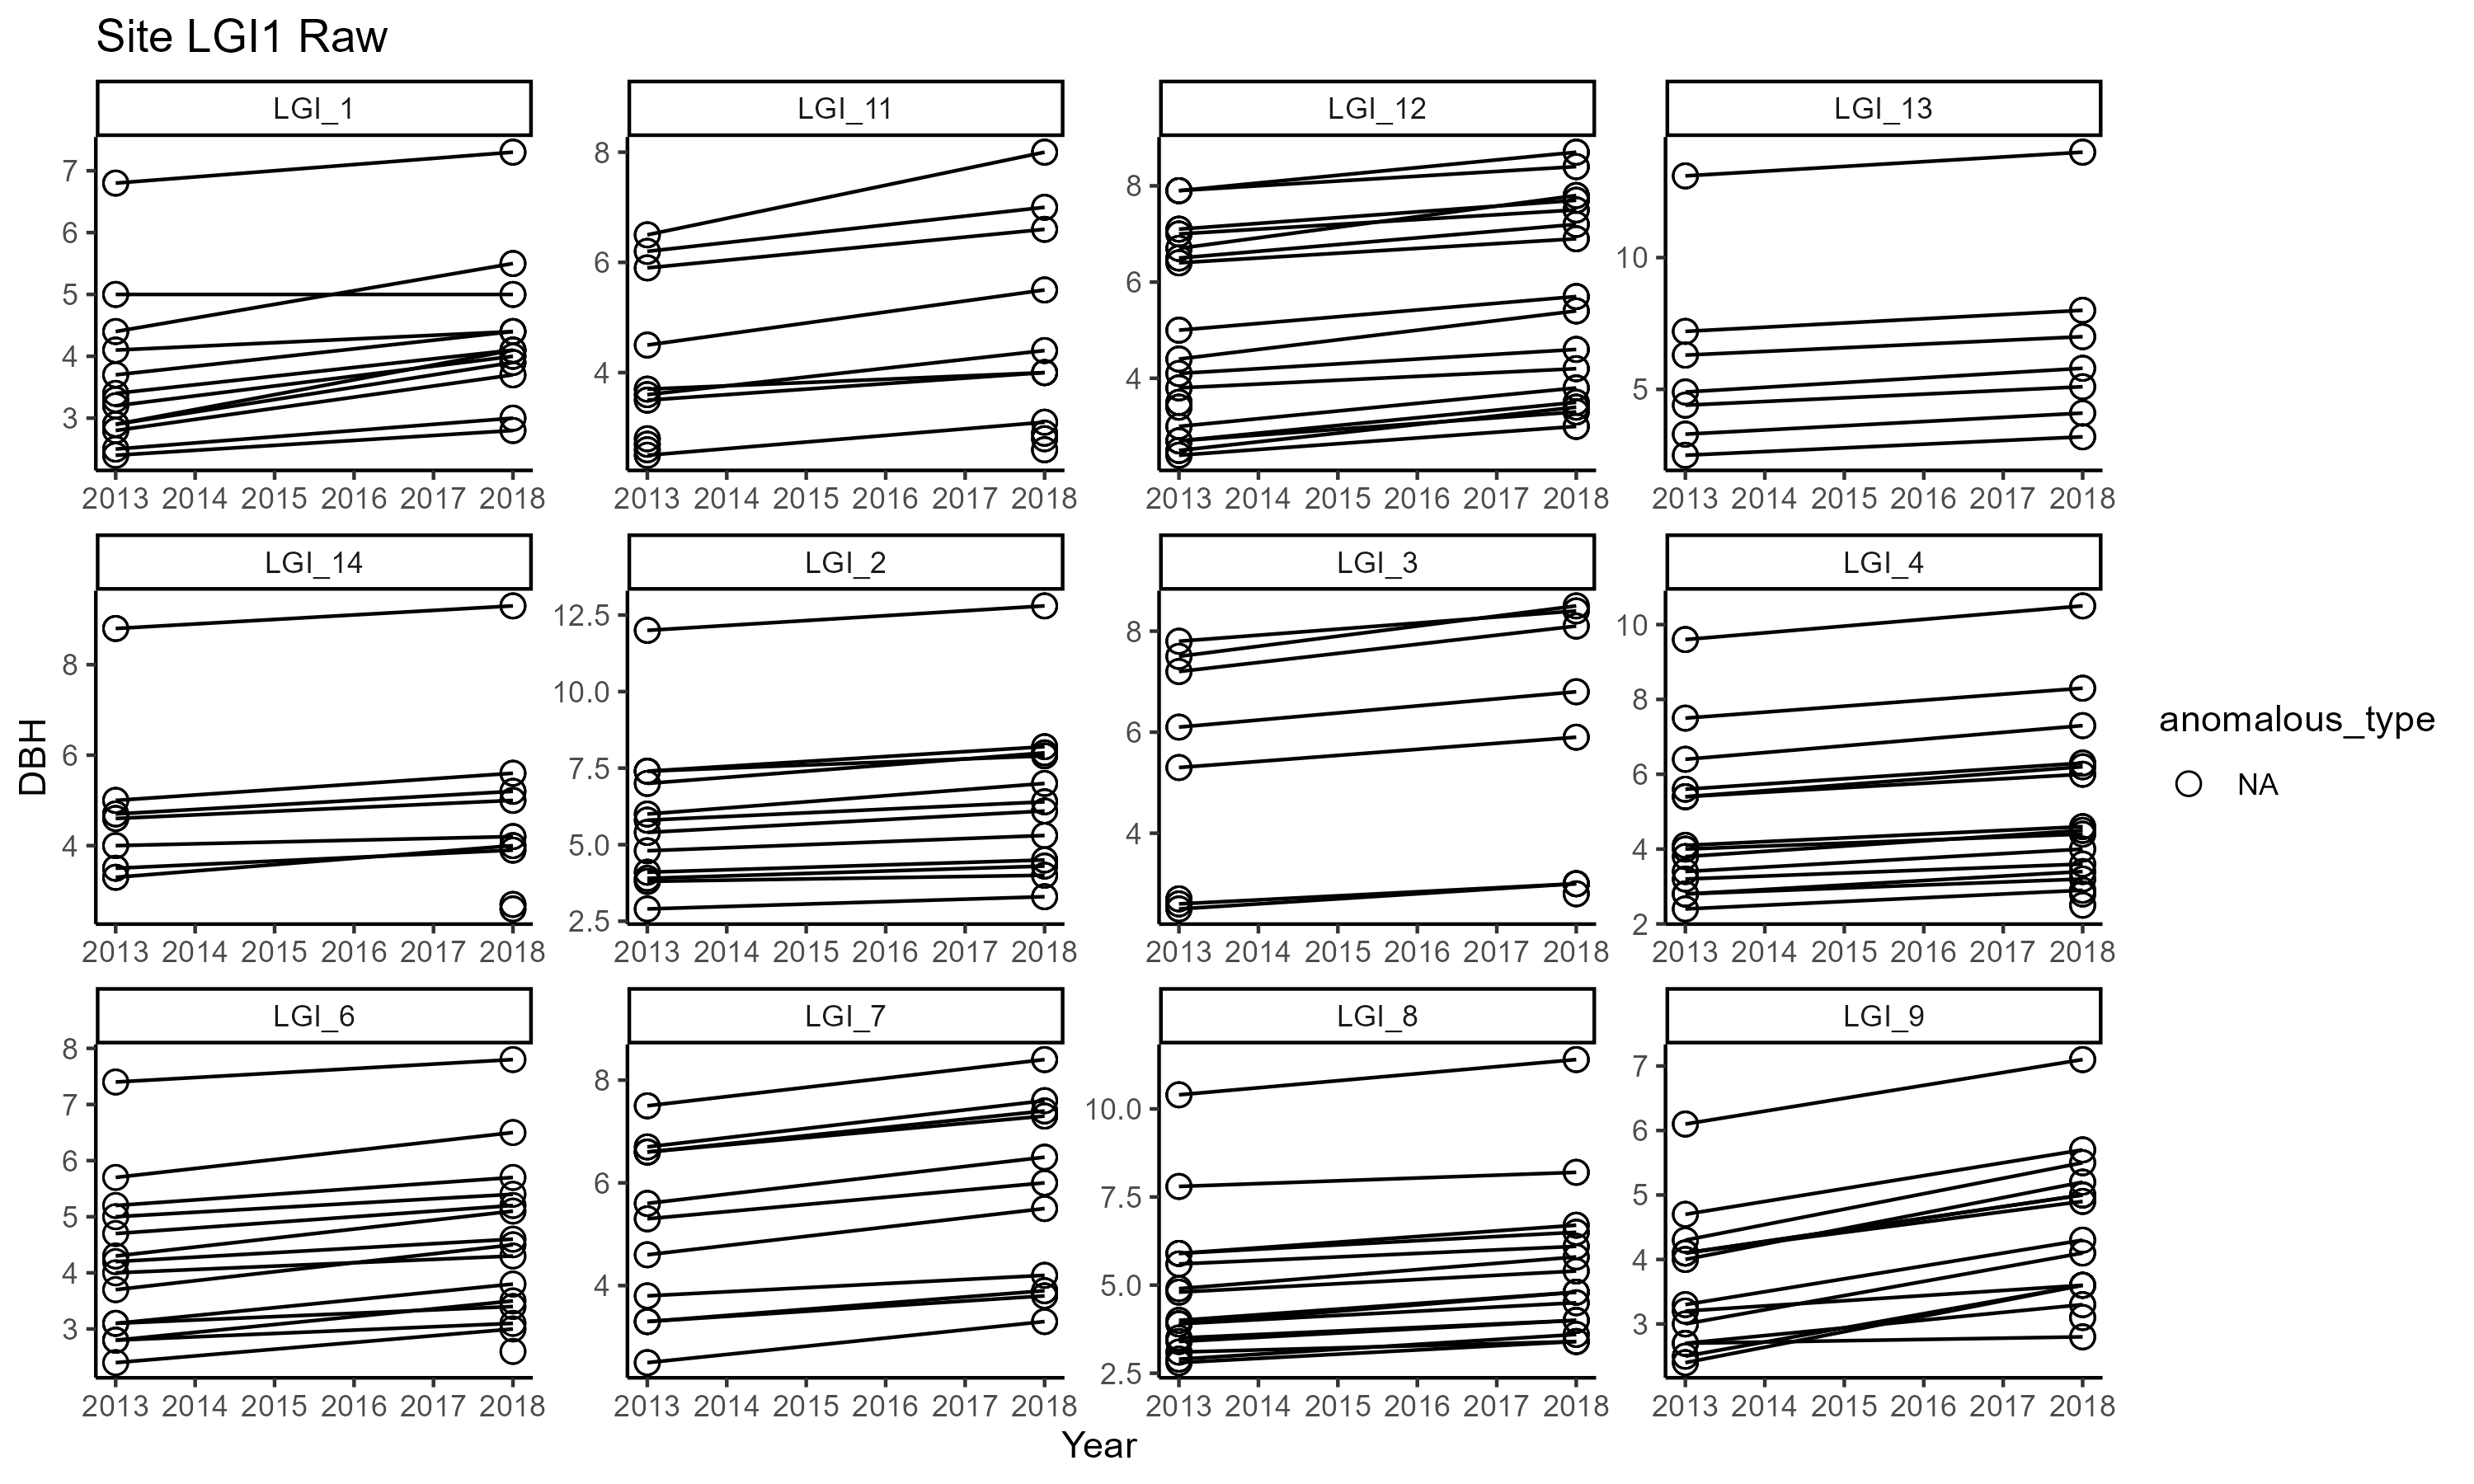 Site LGI1 Raw
LGI_1 LGI_11 LGI_12 LGI_13
7 6 5 4 3
8 6 4
8 6 4
10 5
2013 2014 2015 2016 2017 2018 2013 2014 2015 2016 2017 2018 2013 2014 2015 2016 2017 2018 2013 2014 2015 2016 2017 2018
LGI_14 LGI_2 LGI_3 LGI_4
8 6 4
12.5 10.0 7.5 5.0 2.5
8 6 4
10 8 6 4 2
2013 2014 2015 2016 2017 2018 2013 2014 2015 2016 2017 2018 2013 2014 2015 2016 2017 2018 2013 2014 2015 2016 2017 2018
LGI_6 LGI_7 LGI_8 LGI_9
8 7 6 5 4 3
8 6 4
10.0 7.5 5.0 2.5
7 6 5 4 3
2013 2014 2015 2016 2017 2018 2013 2014 2015 2016 2017 2018 2013 2014 2015 2016 2017 2018 2013 2014 2015 2016 2017 2018
DBH
Year
anomalous_type
NA